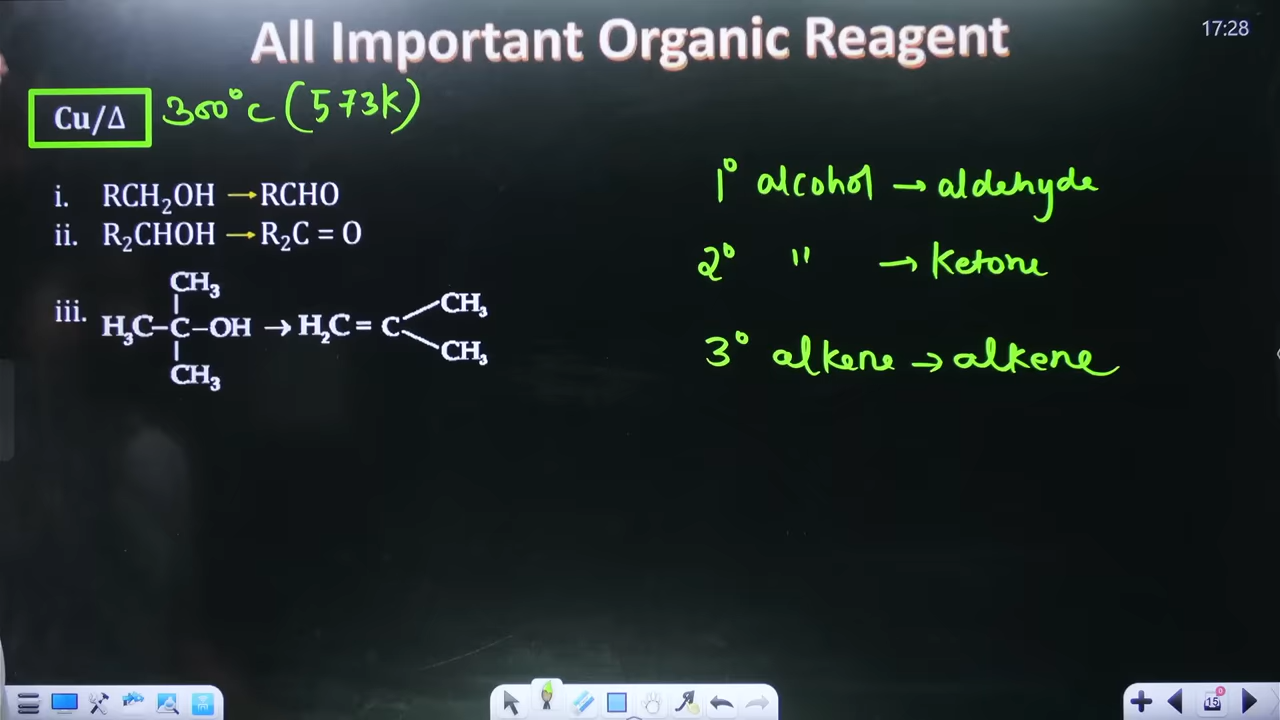 All Important Organic Reagent
17:28
Cu/Δ 300°C (573K)
i. RCH₂OH → RCHO
ii. R₂CHOH → R₂C = O
CH₃
iii. H₃C–C–OH → H₂C = C
CH₃
CH₃
CH₃
1° alcohol → aldehyde
2° " → Ketone
3° alkene → alkene
15
0